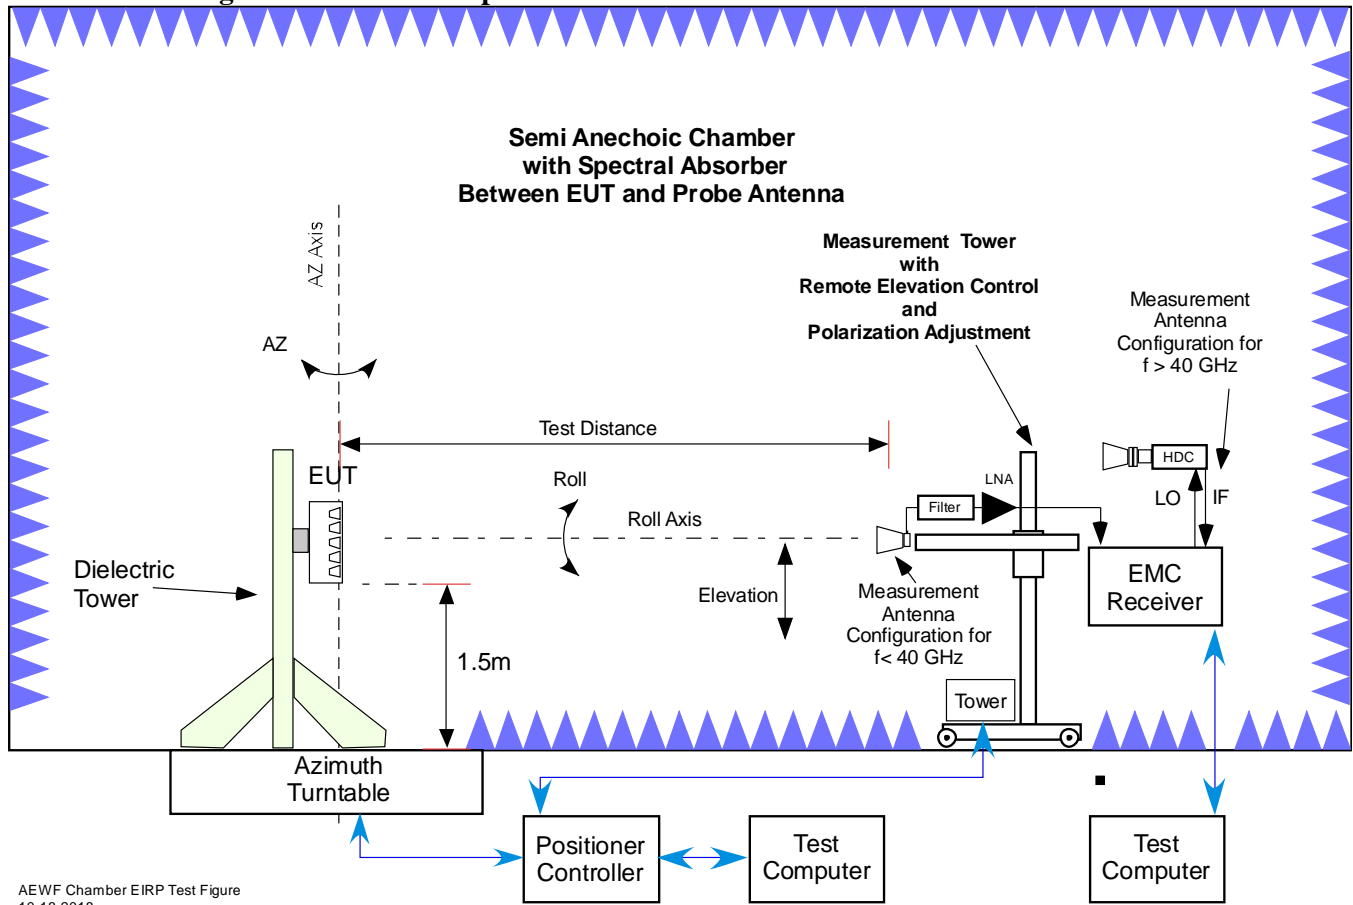 Semi Anechoic Chamber
with Spectral Absorber
Between EUT and Probe Antenna
AZ Axis
Measurement Tower
with
Remote Elevation Control
and
Polarization Adjustment
Measurement
Antenna
Configuration for
f > 40 GHz
AZ
Test Distance
EUT
Roll
Roll Axis
Filter
LNA
HDC
LO
IF
Dielectric
Tower
Elevation
Measurement
Antenna
Configuration for
f< 40 GHz
EMC
Receiver
1.5m
Tower
Azimuth
Turntable
Positioner
Controller
Test
Computer
Test
Computer
AEWF Chamber EIRP Test Figure